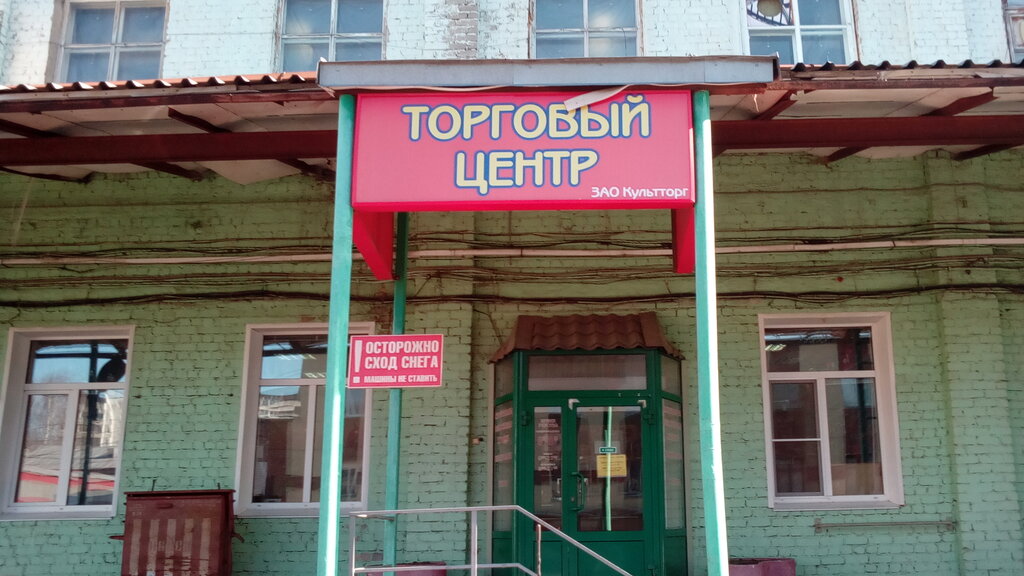 ТОРГОВЫЙ
ЦЕНТР
ЗАО Культторг
! ОСТОРОЖНО
СХОД СНЕГА
МАШИНЫ НЕ СТАВИТЬ